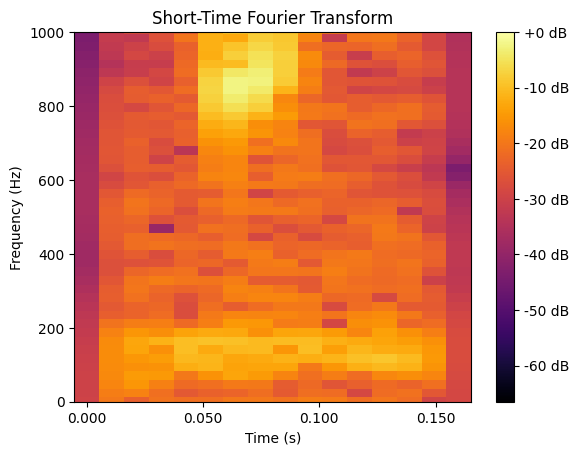 Short-Time Fourier Transform
1000
800
600
400
200
0
Frequency (Hz)
0.000
0.050
0.100
0.150
Time (s)
+0 dB
-10 dB
-20 dB
-30 dB
-40 dB
-50 dB
-60 dB